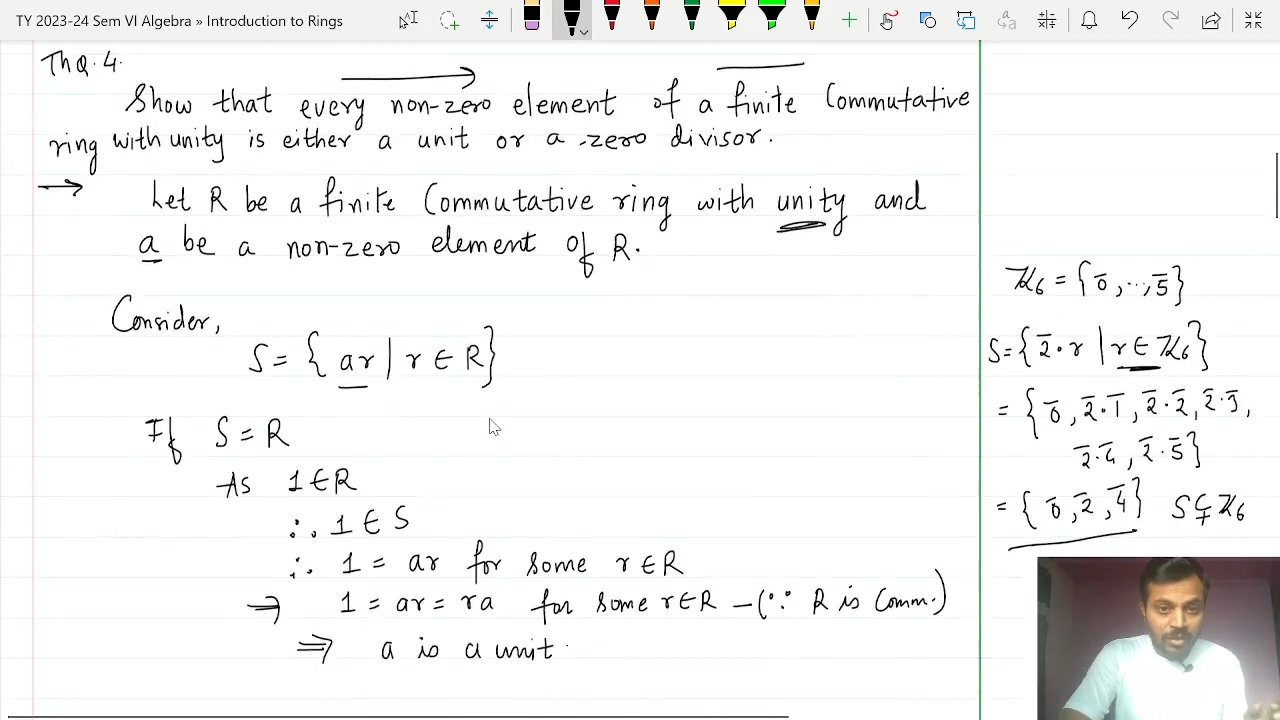 TY 2023-24 Sem VI Algebra » Introduction to Rings
Th Q. 4.
Show that every non-zero element of a finite Commutative
ring with unity is either a unit or a zero divisor.
→ Let R be a finite Commutative ring with unity and
a be a non-zero element of R.
Consider,
S = { ar | r ∈ R}
If S = R
As 1 ∈ R
∴ 1 ∈ S
∴ 1 = ar for some r ∈ R
⇒ 1 = ar = ra for some r ∈ R – (∵ R is Comm.)
⇒ a is a unit.
ℤ₆ = { 0̄, .., 5̄ }
S = { 2̄ · r | r ∈ ℤ₆ }
= { 0̄, 2̄·1̄, 2̄·2̄, 2̄·3̄,
2̄·4̄, 2̄·5̄ }
= { 0̄, 2̄, 4̄ } S ⊊ ℤ₆